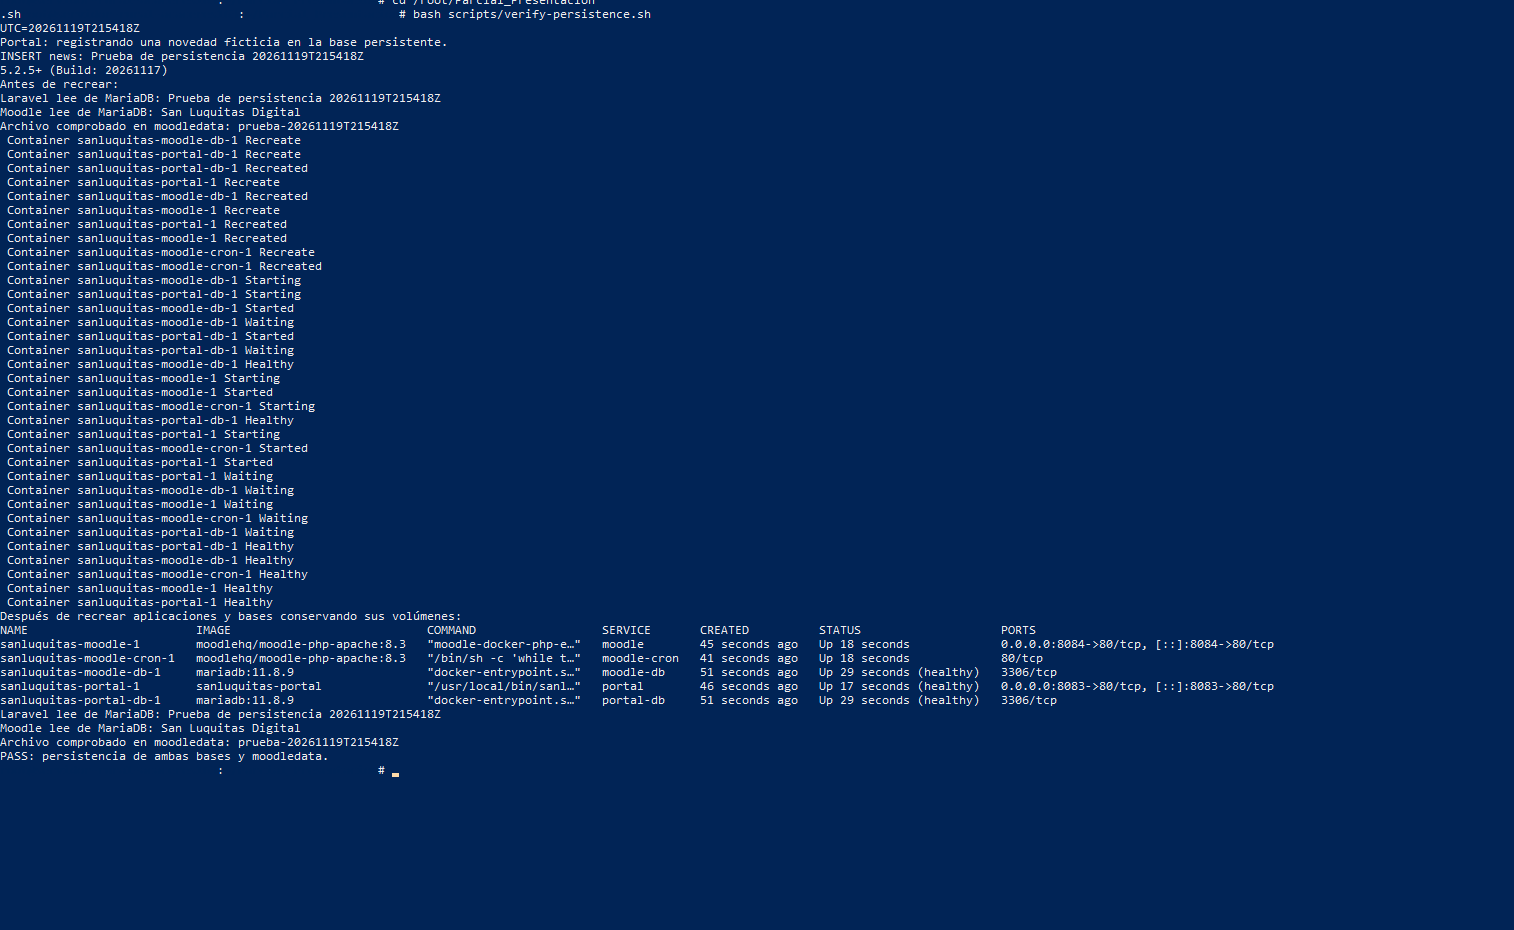 # cd /root/Parcial_Presentacion
.sh : # bash scripts/verify-persistence.sh
UTC=20261119T215418Z
Portal: registrando una novedad ficticia en la base persistente.
INSERT news: Prueba de persistencia 20261119T215418Z
5.2.5+ (Build: 20261117)
Antes de recrear:
Laravel lee de MariaDB: Prueba de persistencia 20261119T215418Z
Moodle lee de MariaDB: San Luquitas Digital
Archivo comprobado en moodledata: prueba-20261119T215418Z
Container sanluquitas-moodle-db-1 Recreate
Container sanluquitas-portal-db-1 Recreate
Container sanluquitas-portal-db-1 Recreated
Container sanluquitas-portal-1 Recreate
Container sanluquitas-moodle-db-1 Recreated
Container sanluquitas-moodle-1 Recreate
Container sanluquitas-portal-1 Recreated
Container sanluquitas-moodle-1 Recreated
Container sanluquitas-moodle-cron-1 Recreate
Container sanluquitas-moodle-cron-1 Recreated
Container sanluquitas-moodle-db-1 Starting
Container sanluquitas-portal-db-1 Starting
Container sanluquitas-moodle-db-1 Started
Container sanluquitas-moodle-db-1 Waiting
Container sanluquitas-portal-db-1 Started
Container sanluquitas-portal-db-1 Waiting
Container sanluquitas-moodle-db-1 Healthy
Container sanluquitas-moodle-1 Starting
Container sanluquitas-moodle-1 Started
Container sanluquitas-moodle-cron-1 Starting
Container sanluquitas-portal-db-1 Healthy
Container sanluquitas-portal-1 Starting
Container sanluquitas-moodle-cron-1 Started
Container sanluquitas-portal-1 Started
Container sanluquitas-portal-1 Waiting
Container sanluquitas-moodle-db-1 Waiting
Container sanluquitas-moodle-1 Waiting
Container sanluquitas-moodle-cron-1 Waiting
Container sanluquitas-portal-db-1 Waiting
Container sanluquitas-portal-db-1 Healthy
Container sanluquitas-moodle-db-1 Healthy
Container sanluquitas-moodle-cron-1 Healthy
Container sanluquitas-moodle-1 Healthy
Container sanluquitas-portal-1 Healthy
Después de recrear aplicaciones y bases conservando sus volúmenes:
NAME IMAGE COMMAND SERVICE CREATED STATUS PORTS
sanluquitas-moodle-1 moodlehq/moodle-php-apache:8.3 "moodle-docker-php-e…" moodle 45 seconds ago Up 18 seconds 0.0.0.0:8084->80/tcp, [::]:8084->80/tcp
sanluquitas-moodle-cron-1 moodlehq/moodle-php-apache:8.3 "/bin/sh -c 'while t…" moodle-cron 41 seconds ago Up 18 seconds 80/tcp
sanluquitas-moodle-db-1 mariadb:11.8.9 "docker-entrypoint.s…" moodle-db 51 seconds ago Up 29 seconds (healthy) 3306/tcp
sanluquitas-portal-1 sanluquitas-portal "/usr/local/bin/sanl…" portal 46 seconds ago Up 17 seconds (healthy) 0.0.0.0:8083->80/tcp, [::]:8083->80/tcp
sanluquitas-portal-db-1 mariadb:11.8.9 "docker-entrypoint.s…" portal-db 51 seconds ago Up 29 seconds (healthy) 3306/tcp
Laravel lee de MariaDB: Prueba de persistencia 20261119T215418Z
Moodle lee de MariaDB: San Luquitas Digital
Archivo comprobado en moodledata: prueba-20261119T215418Z
PASS: persistencia de ambas bases y moodledata.
: #